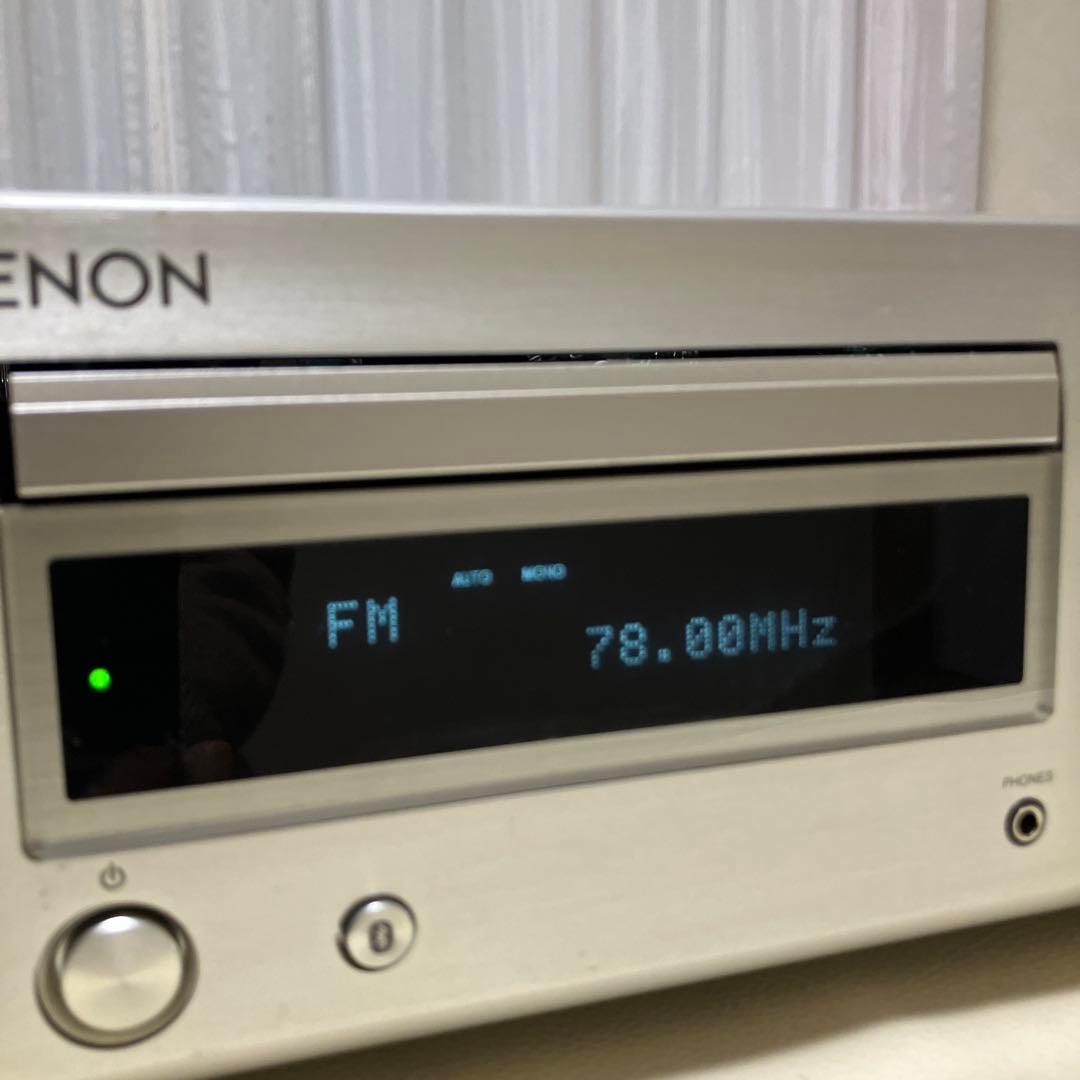 ENON
AUTO MONO
FM 78.00MHz
PHONES